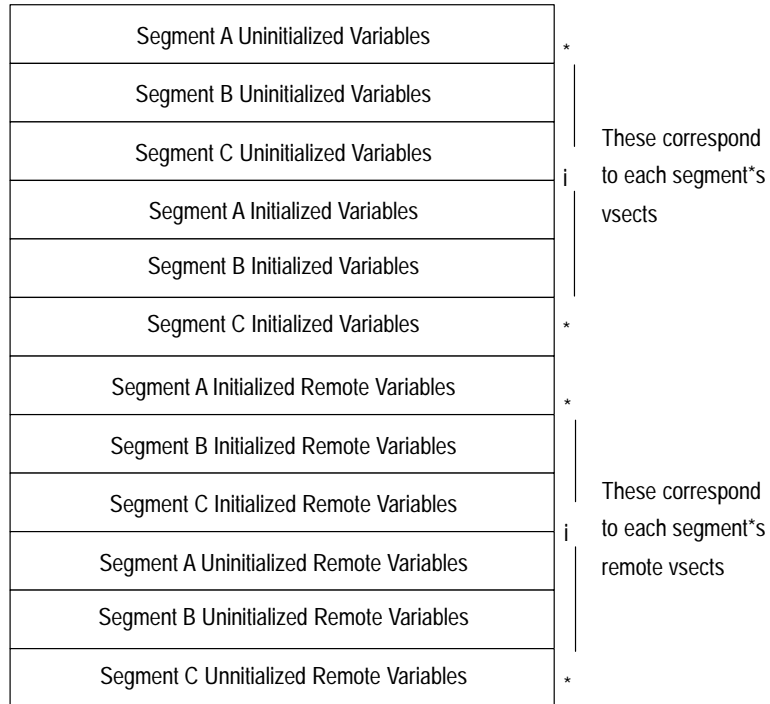 Segment A Uninitialized Variables
*
Segment B Uninitialized Variables
Segment C Uninitialized Variables
i
Segment A Initialized Variables
Segment B Initialized Variables
Segment C Initialized Variables
*
These correspond
to each segment*s
vsects
Segment A Initialized Remote Variables
*
Segment B Initialized Remote Variables
Segment C Initialized Remote Variables
i
Segment A Uninitialized Remote Variables
Segment B Uninitialized Remote Variables
Segment C Unnitialized Remote Variables
*
These correspond
to each segment*s
remote vsects